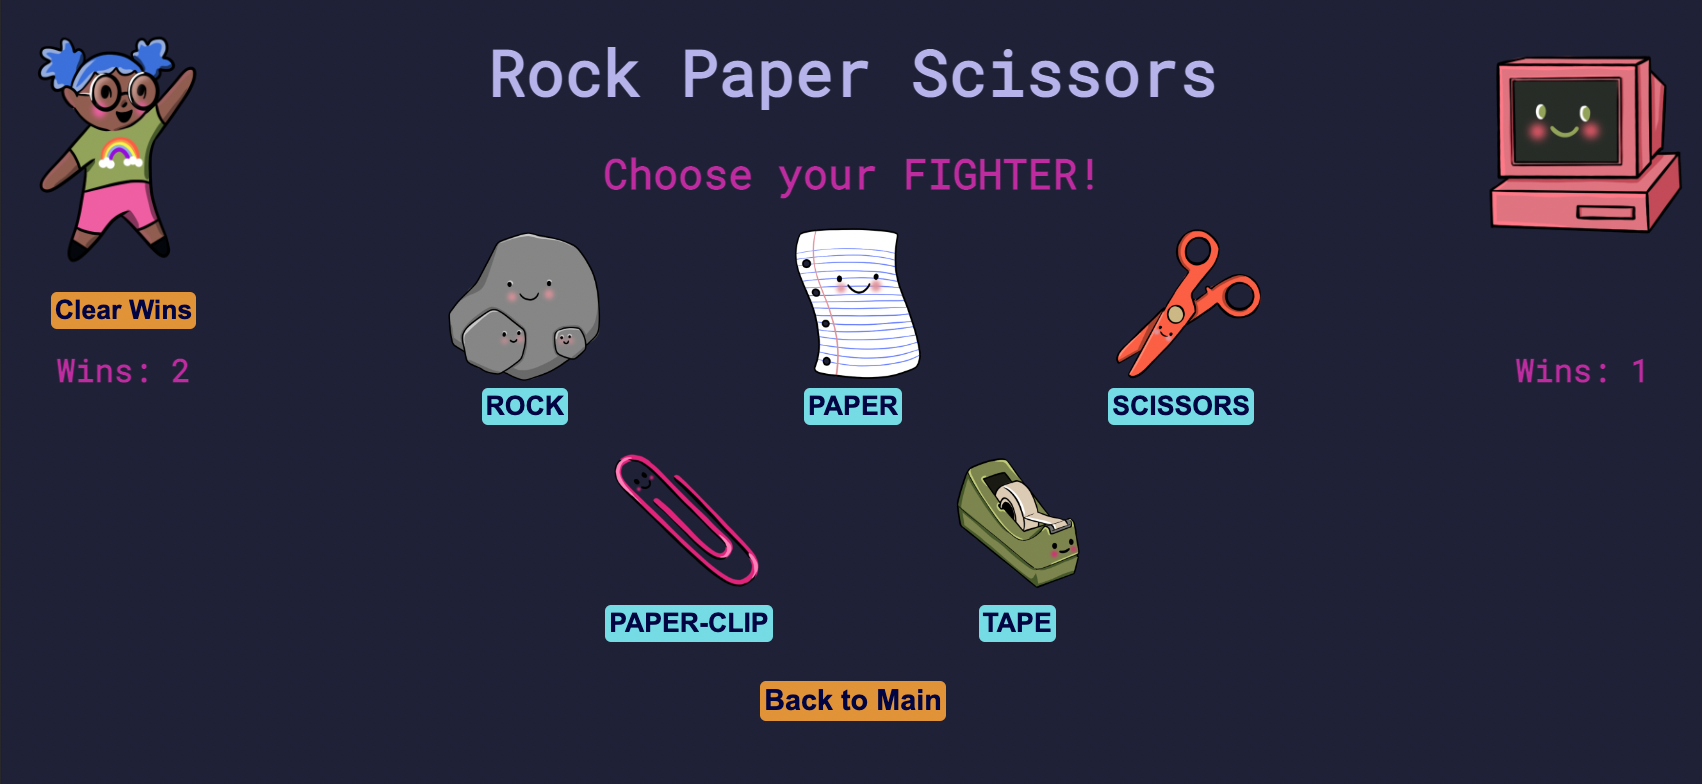 Rock Paper Scissors
Choose your FIGHTER!
Clear Wins
Wins: 2
Wins: 1
ROCK
PAPER
SCISSORS
PAPER-CLIP
TAPE
Back to Main